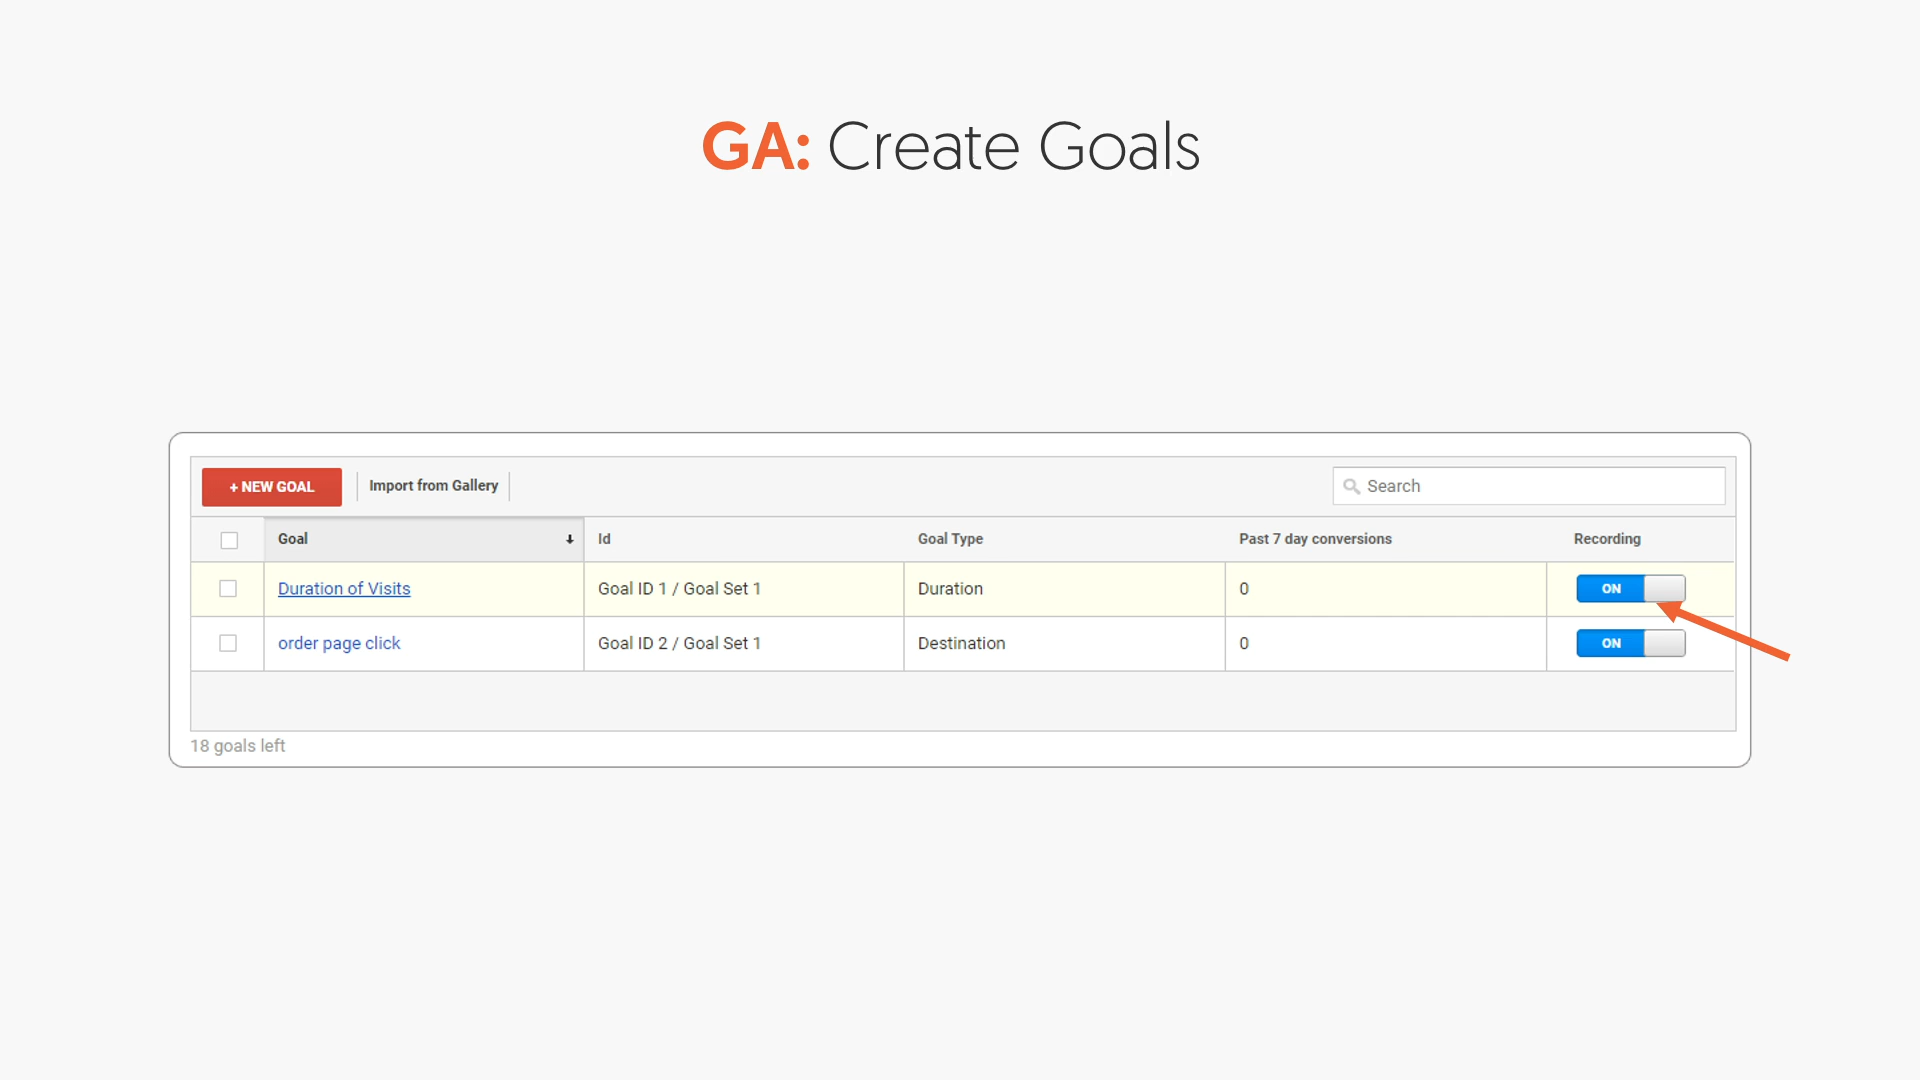 GA: Create Goals
+ NEW GOAL Import from Gallery Search
Goal Id Goal Type Past 7 day conversions Recording
Duration of Visits Goal ID 1 / Goal Set 1 Duration 0 ON
order page click Goal ID 2 / Goal Set 1 Destination 0 ON
18 goals left